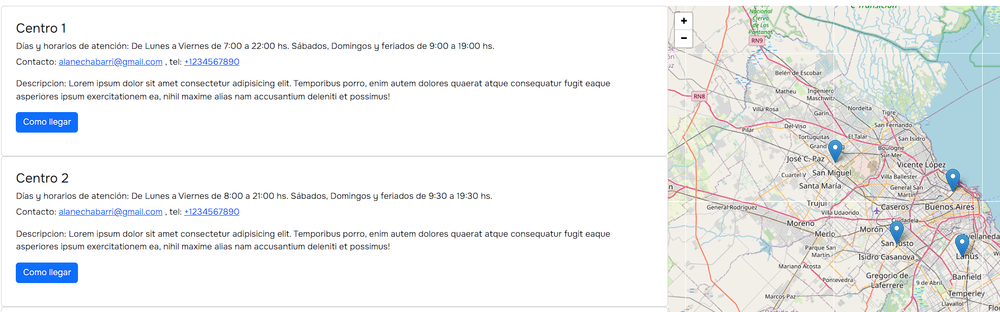 Centro 1
Días y horarios de atención: De Lunes a Viernes de 7:00 a 22:00 hs. Sábados, Domingos y feriados de 9:00 a 19:00 hs.
Contacto: alanechabarri@gmail.com , tel: +1234567890
Descripcion: Lorem ipsum dolor sit amet consectetur adipisicing elit. Temporibus porro, enim autem dolores quaerat atque consequatur fugit eaque
asperiores ipsum exercitationem ea, nihil maxime alias nam accusantium deleniti et possimus!
Como llegar
Centro 2
Días y horarios de atención: De Lunes a Viernes de 8:00 a 21:00 hs. Sábados, Domingos y feriados de 9:30 a 19:30 hs.
Contacto: alanechabarri@gmail.com , tel: +1234567890
Descripcion: Lorem ipsum dolor sit amet consectetur adipisicing elit. Temporibus porro, enim autem dolores quaerat atque consequatur fugit eaque
asperiores ipsum exercitationem ea, nihil maxime alias nam accusantium deleniti et possimus!
Como llegar
+
−
Nacional
Ciervo
de Los
Pantanos
RN9
Belén de Escobar
RN8
Matheu
Ingeniero
Maschwitz
Villa Rosa
Garín
Nordelta
Tigre
Pilar
Del Viso
San Fernando
Tortuguitas
El Talar
San Isidro
Boulogne
Sur Mer
José C. Paz
Vicente López
Cuartel V
San Miguel
Villa Ballester
Santa María
General San
Martín
Trujui
General Rodríguez
Villa Udaondo
Caseros
Buenos Aires
Ciudadela
Moreno
Merlo
Morón
vellaneda
Parque San
Martín
San Justo
Isidro Casanova
Lanús
Mariano Acosta
Gregorio de
Laferrere
Banfield
Pontevedra
9 de Abril
Temperley
Marcos Paz
Llavallol
Flo
Partido de